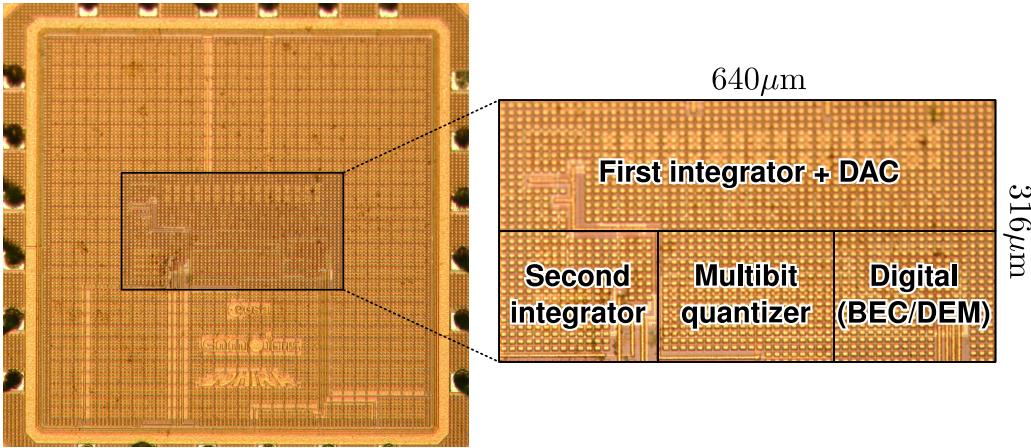 640μm
First integrator + DAC
316μm
Second
integrator
Multibit
quantizer
Digital
(BEC/DEM)